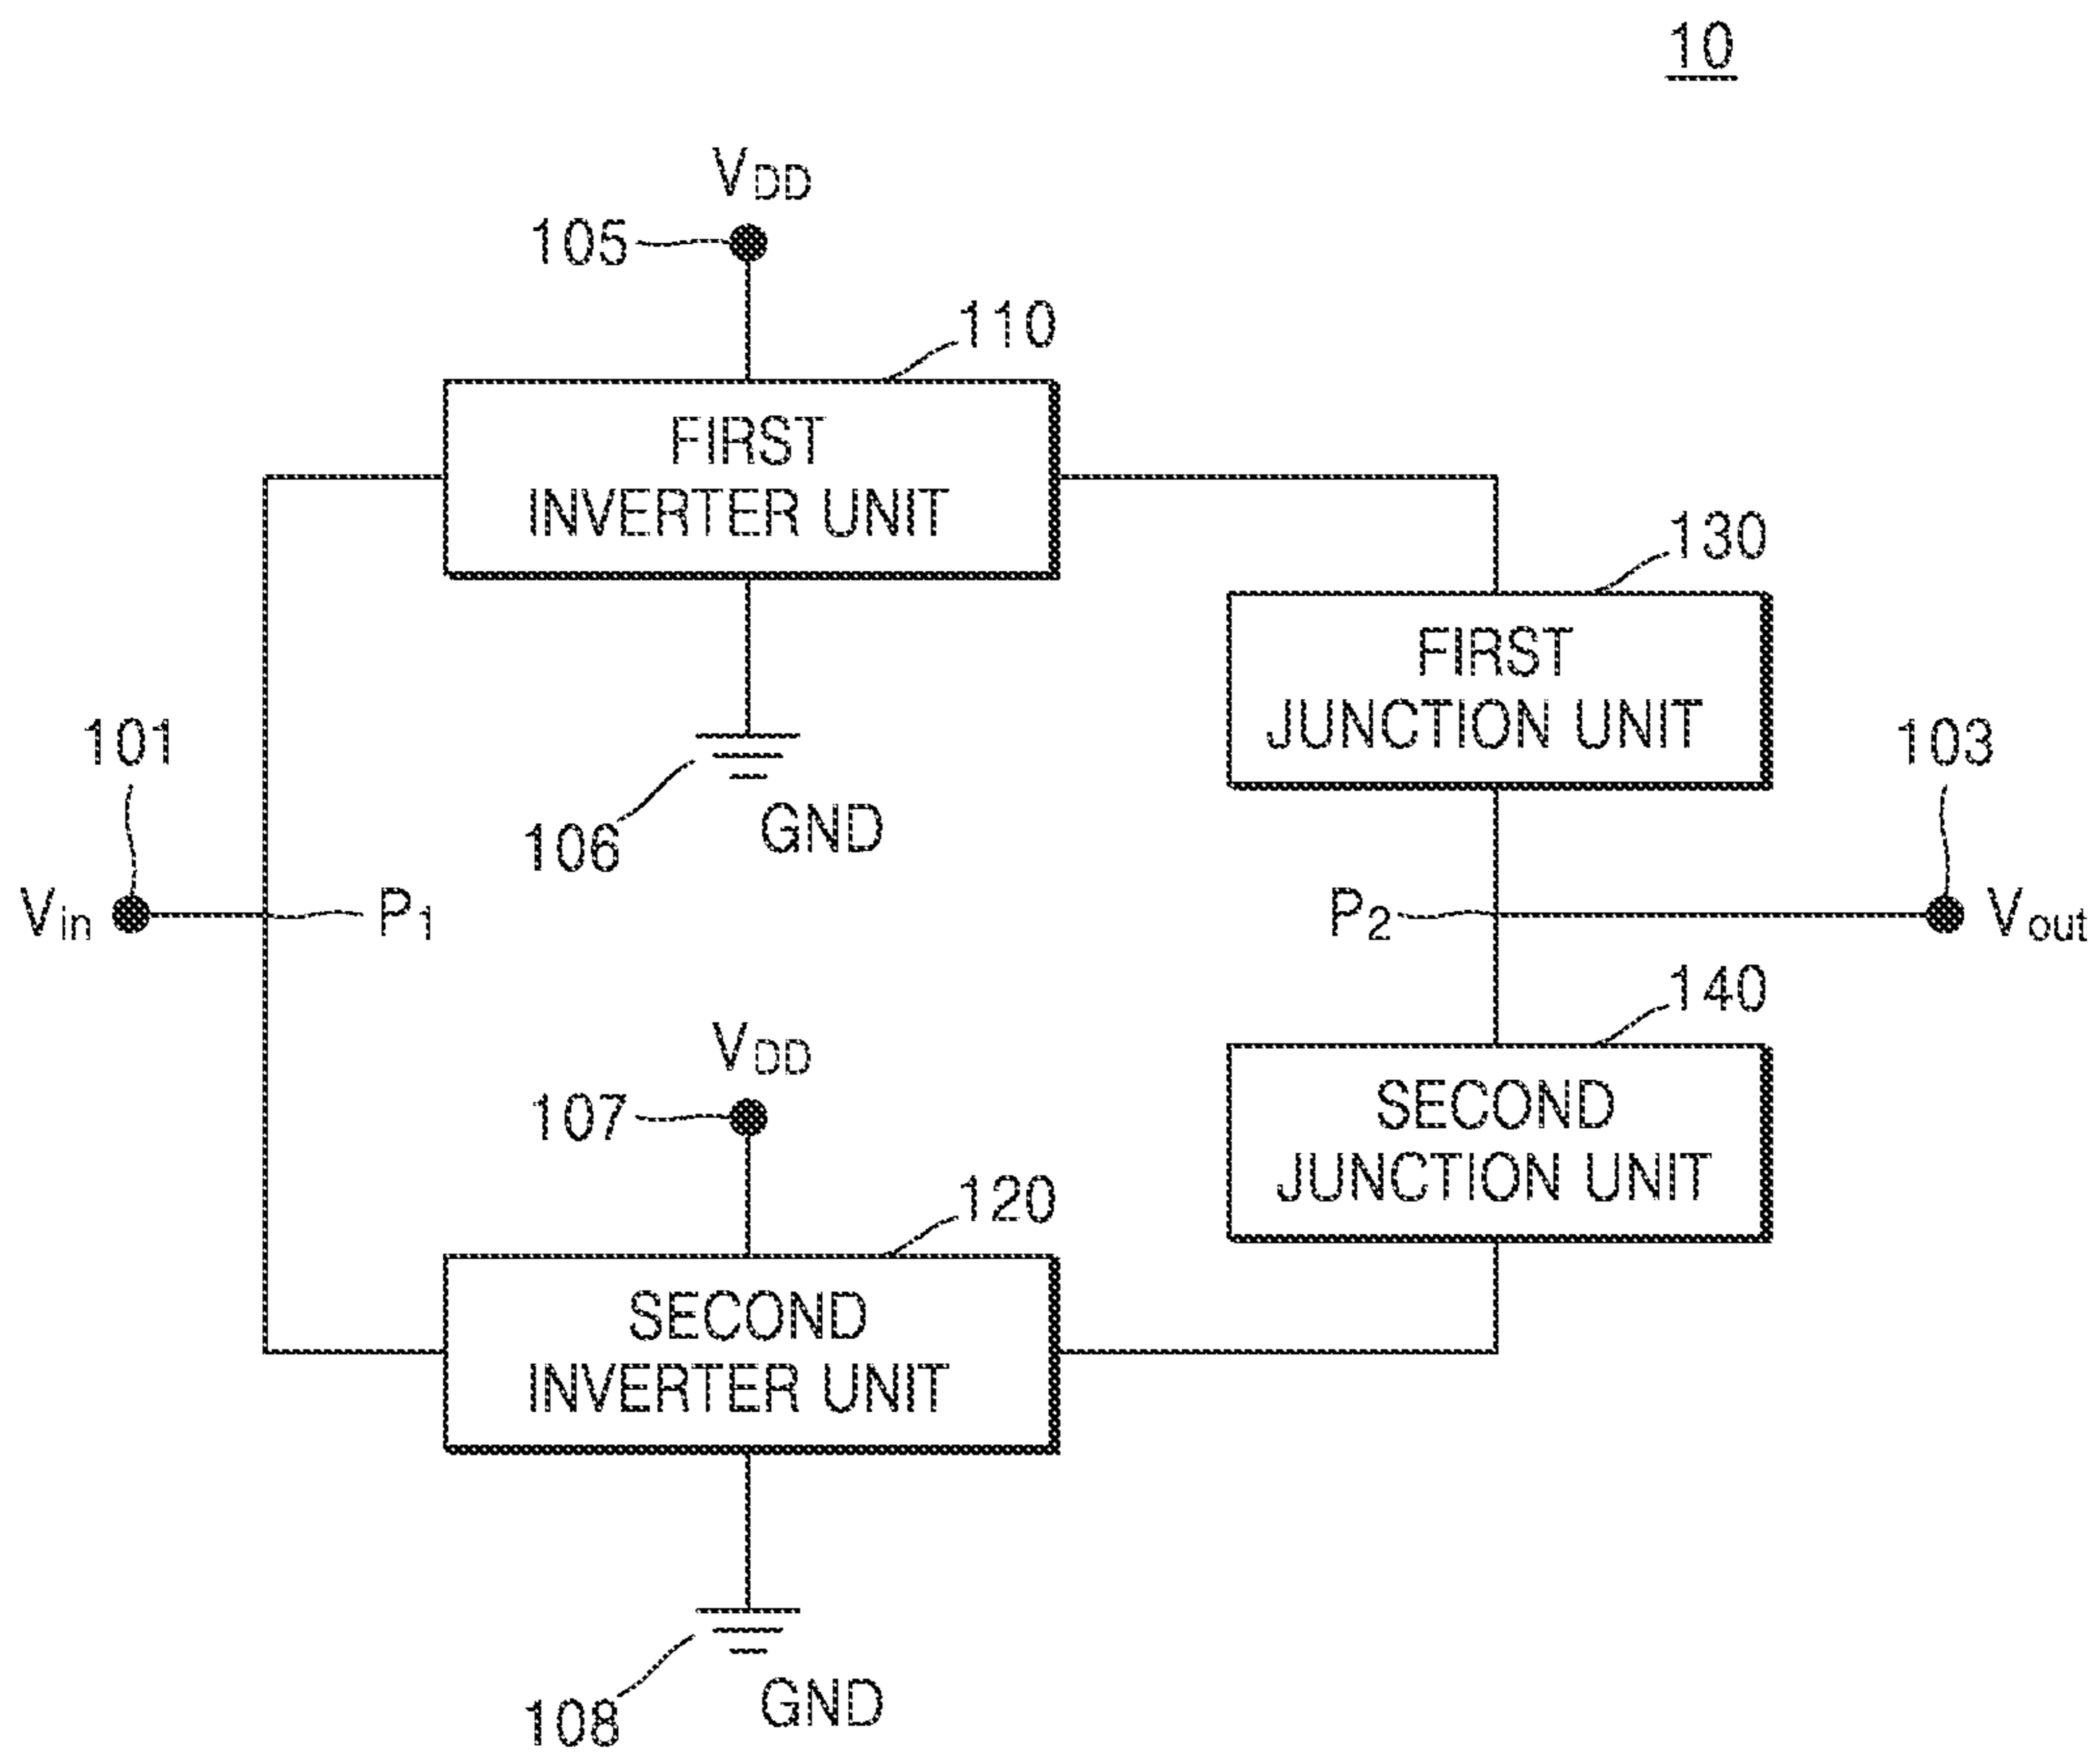 10
VDD
105
110
FIRST
INVERTER UNIT
130
FIRST
JUNCTION UNIT
101
103
106
GND
Vin
P1
P2
Vout
140
VDD
107
SECOND
JUNCTION UNIT
120
SECOND
INVERTER UNIT
108
GND